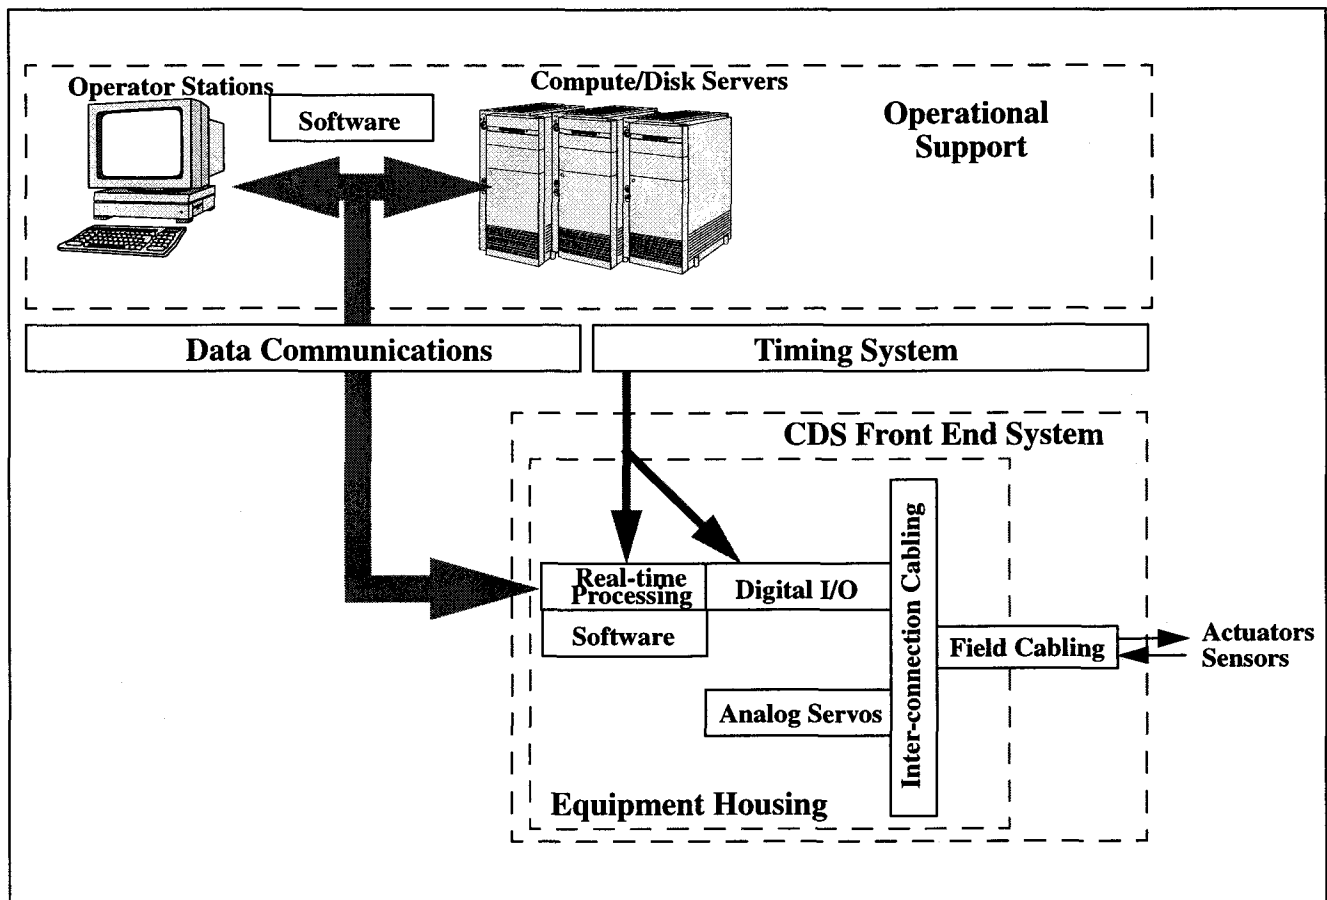 Operator Stations
Compute/Disk Servers
Software
Operational
Support
Data Communications
Timing System
CDS Front End System
Real-time
Processing
Digital I/O
Software
Inter-connection Cabling
Field Cabling
Actuators
Sensors
Analog Servos
Equipment Housing